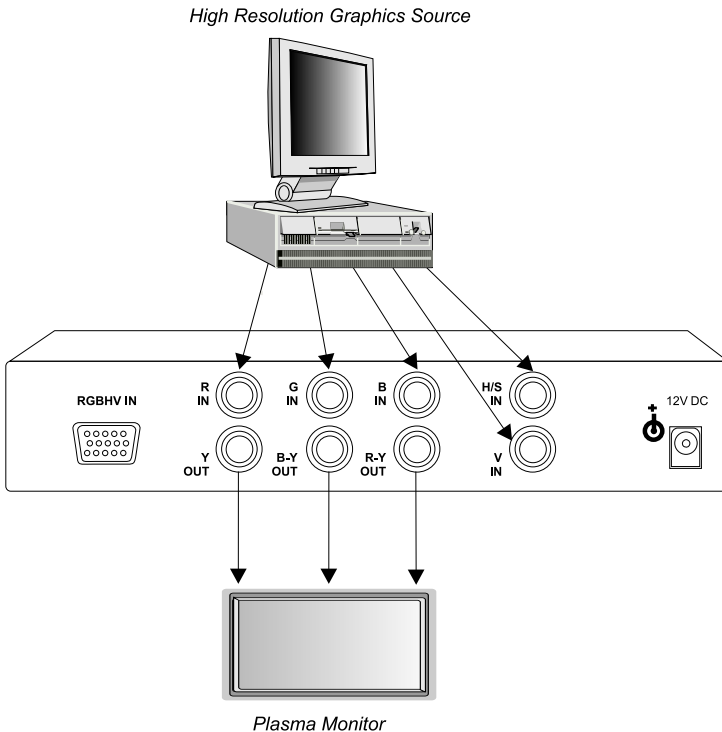 High Resolution Graphics Source
RGBHV IN
R
IN
G
IN
B
IN
H/S
IN
+
12V DC
Y
OUT
B-Y
OUT
R-Y
OUT
V
IN
Plasma Monitor